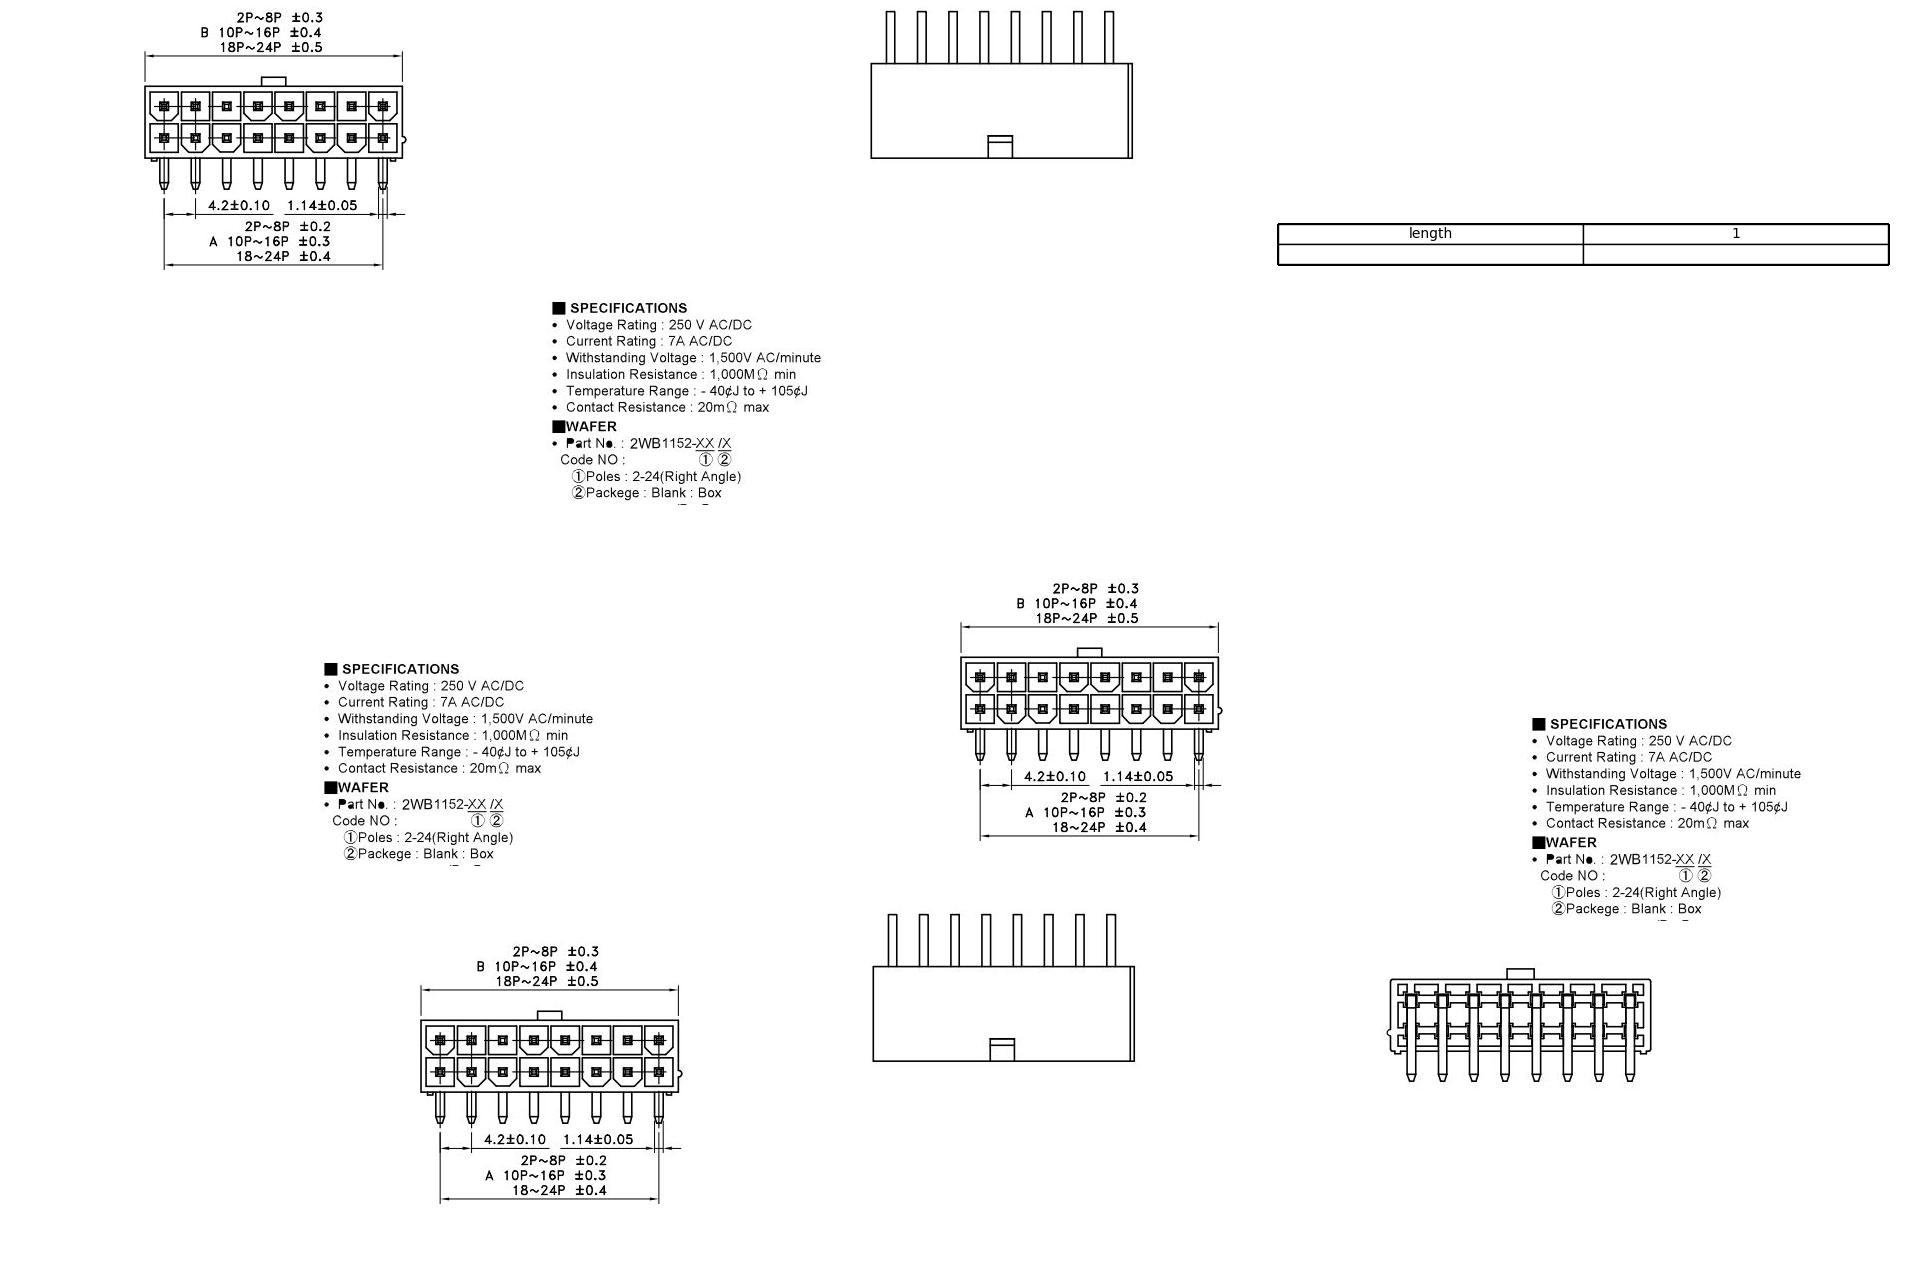 2P~8P ±0.3
B 10P~16P ±0.4
18P~24P ±0.5
4.2±0.10 1.14±0.05
2P~8P ±0.2
A 10P~16P ±0.3
18~24P ±0.4
length 1
■ SPECIFICATIONS
• Voltage Rating : 250 V AC/DC
• Current Rating : 7A AC/DC
• Withstanding Voltage : 1,500V AC/minute
• Insulation Resistance : 1,000MΩ min
• Temperature Range : - 40¢J to + 105¢J
• Contact Resistance : 20mΩ max
■WAFER
• Part No. : 2WB1152-XX /X
Code NO : ① ②
①Poles : 2-24(Right Angle)
②Packege : Blank : Box
2P~8P ±0.3
B 10P~16P ±0.4
18P~24P ±0.5
4.2±0.10 1.14±0.05
2P~8P ±0.2
A 10P~16P ±0.3
18~24P ±0.4
■ SPECIFICATIONS
• Voltage Rating : 250 V AC/DC
• Current Rating : 7A AC/DC
• Withstanding Voltage : 1,500V AC/minute
• Insulation Resistance : 1,000MΩ min
• Temperature Range : - 40¢J to + 105¢J
• Contact Resistance : 20mΩ max
■WAFER
• Part No. : 2WB1152-XX /X
Code NO : ① ②
①Poles : 2-24(Right Angle)
②Packege : Blank : Box
■ SPECIFICATIONS
• Voltage Rating : 250 V AC/DC
• Current Rating : 7A AC/DC
• Withstanding Voltage : 1,500V AC/minute
• Insulation Resistance : 1,000MΩ min
• Temperature Range : - 40¢J to + 105¢J
• Contact Resistance : 20mΩ max
■WAFER
• Part No. : 2WB1152-XX /X
Code NO : ① ②
①Poles : 2-24(Right Angle)
②Packege : Blank : Box
2P~8P ±0.3
B 10P~16P ±0.4
18P~24P ±0.5
4.2±0.10 1.14±0.05
2P~8P ±0.2
A 10P~16P ±0.3
18~24P ±0.4